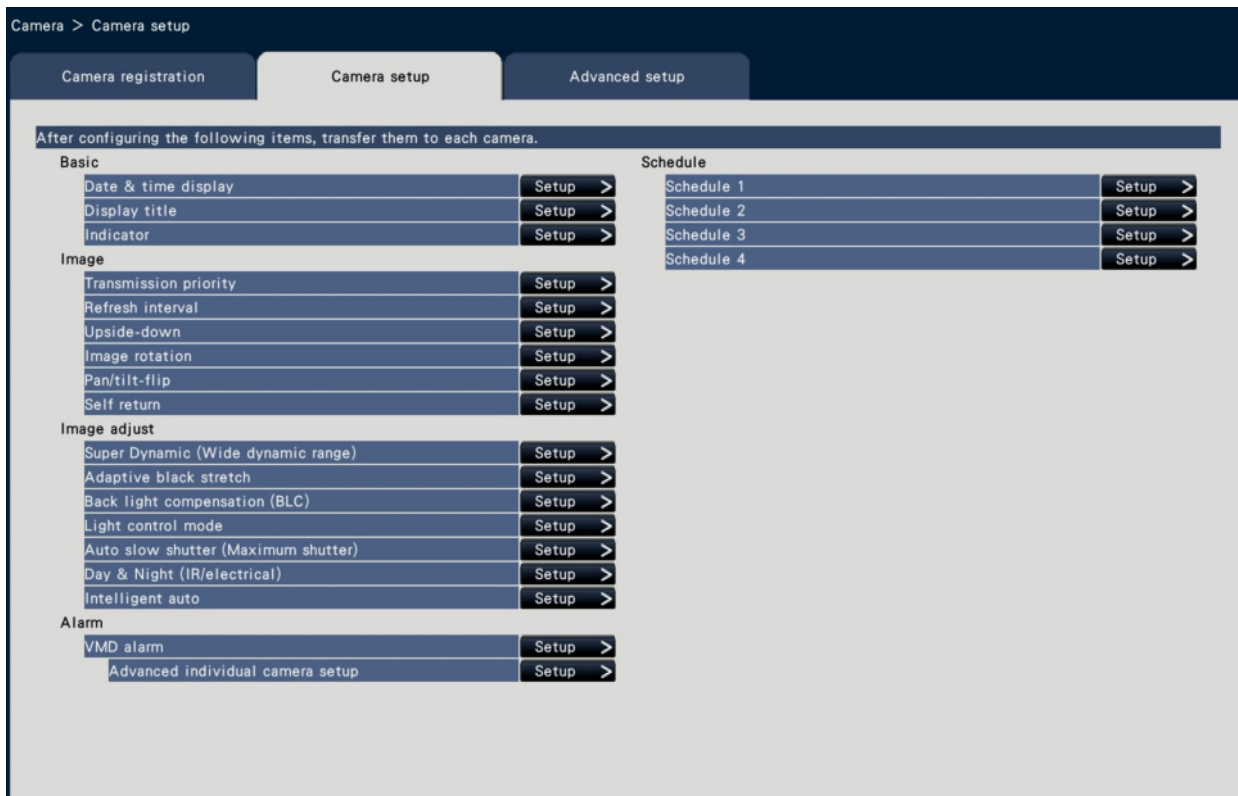 Camera > Camera setup
Camera registration
Camera setup
Advanced setup
After configuring the following items, transfer them to each camera.
Basic
Date & time display Setup >
Display title Setup >
Indicator Setup >
Image
Transmission priority Setup >
Refresh interval Setup >
Upside-down Setup >
Image rotation Setup >
Pan/tilt-flip Setup >
Self return Setup >
Image adjust
Super Dynamic (Wide dynamic range) Setup >
Adaptive black stretch Setup >
Back light compensation (BLC) Setup >
Light control mode Setup >
Auto slow shutter (Maximum shutter) Setup >
Day & Night (IR/electrical) Setup >
Intelligent auto Setup >
Alarm
VMD alarm Setup >
Advanced individual camera setup Setup >
Schedule
Schedule 1 Setup >
Schedule 2 Setup >
Schedule 3 Setup >
Schedule 4 Setup >